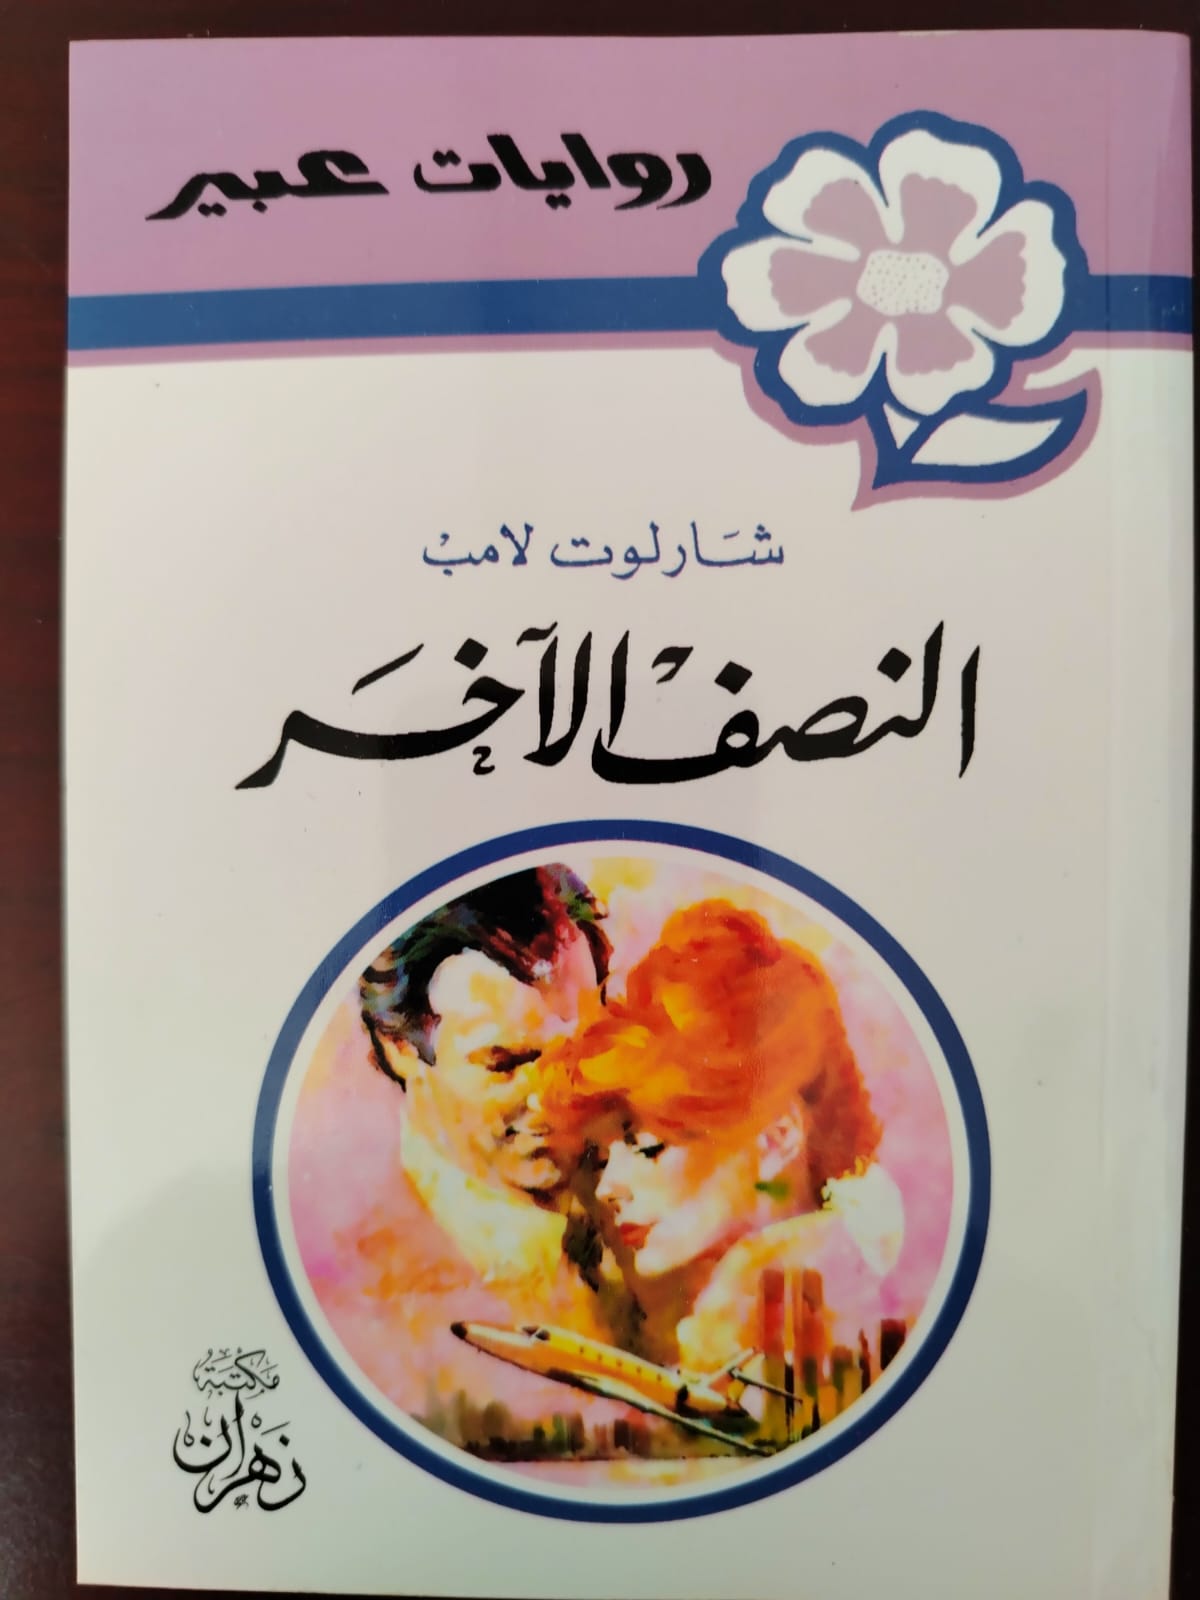 روايات عبير
شارلوت لامب
النصف الآخر
مكتبة
زهران